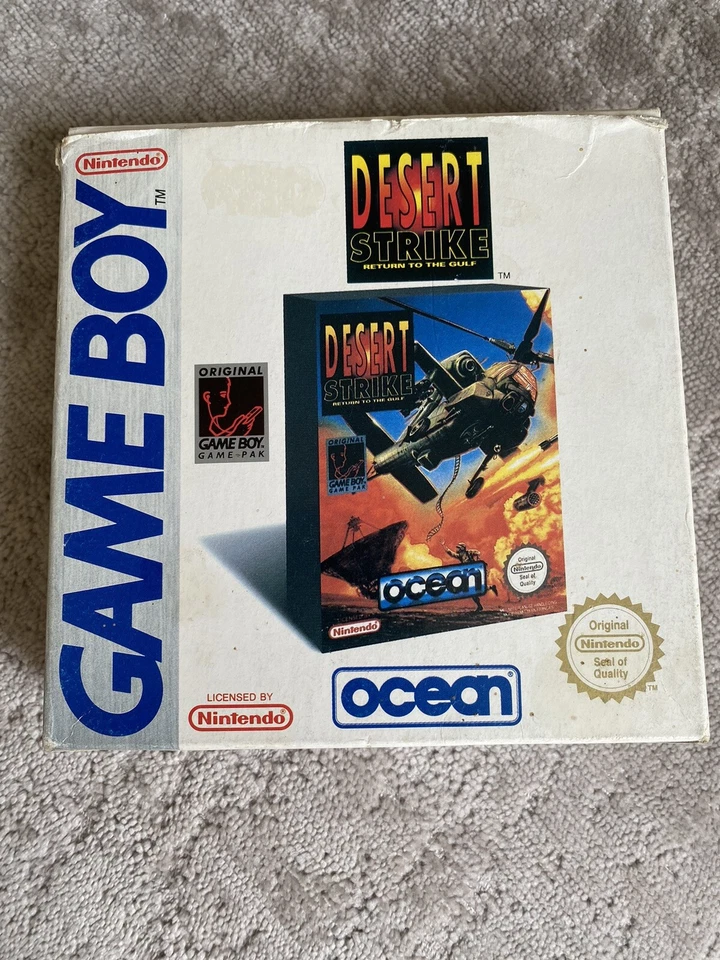 Nintendo
GAME BOY
TM
DESERT
STRIKE
RETURN TO THE GULF
TM
ORIGINAL
GAME BOY
GAME PAK
DESERT
STRIKE
RETURN TO THE GULF
ORIGINAL
GAME BOY
GAME PAK
ocean
Original
Nintendo
Seal of
Quality
Nintendo
LICENSED BY
Nintendo
ocean
Original
Nintendo
Seal of
Quality
TM